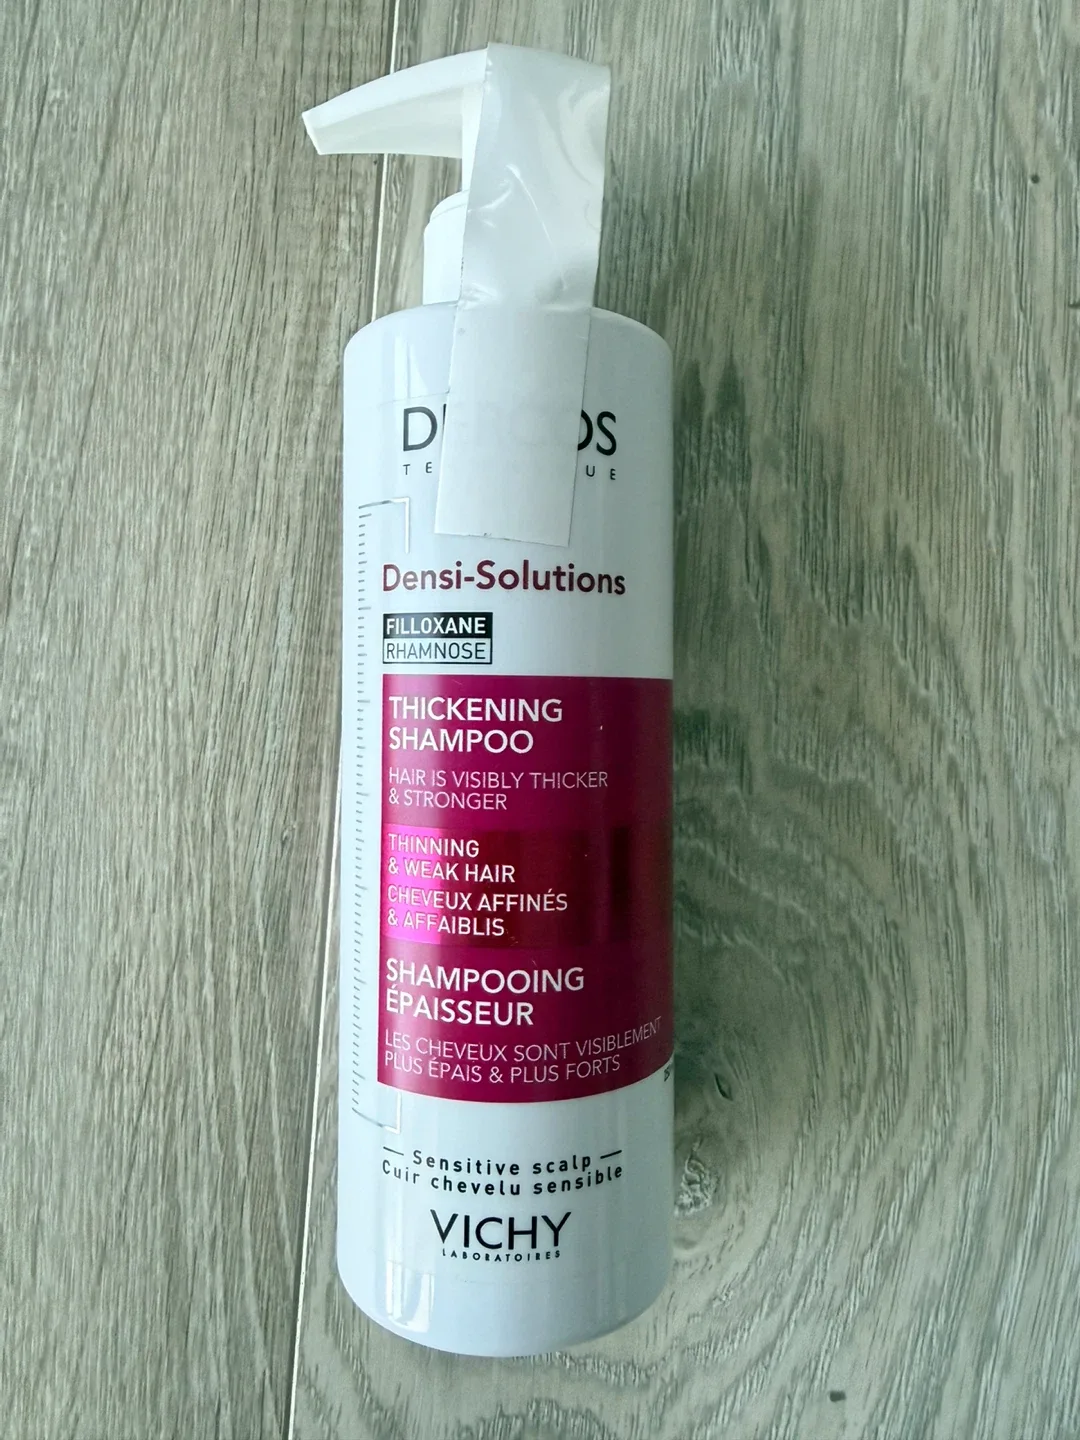 Densi-Solutions
FILLOXANE
RHAMNOSE
THICKENING
SHAMPOO
HAIR IS VISIBLY THICKER
& STRONGER
THINNING
& WEAK HAIR
CHEVEUX AFFINÉS
& AFFAIBLIS
SHAMPOOING
ÉPAISSEUR
LES CHEVEUX SONT VISIBLEMENT
PLUS ÉPAIS & PLUS FORTS
Sensitive scalp
Cuir chevelu sensible
VICHY
LABORATOIRES